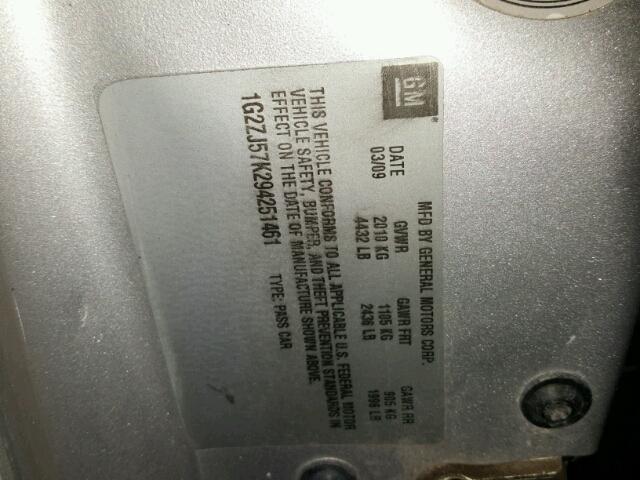 GM
MFD BY GENERAL MOTORS CORP.
DATE GVWR GAWR FRT GAWR RR
03/09 2010 KG 1105 KG 905 KG
4432 LB 2436 LB 1996 LB
THIS VEHICLE CONFORMS TO ALL APPLICABLE U.S. FEDERAL MOTOR
VEHICLE SAFETY, BUMPER, AND THEFT PREVENTION STANDARDS IN
EFFECT ON THE DATE OF MANUFACTURE SHOWN ABOVE.
1G2ZJ57K294251461 TYPE: PASS CAR